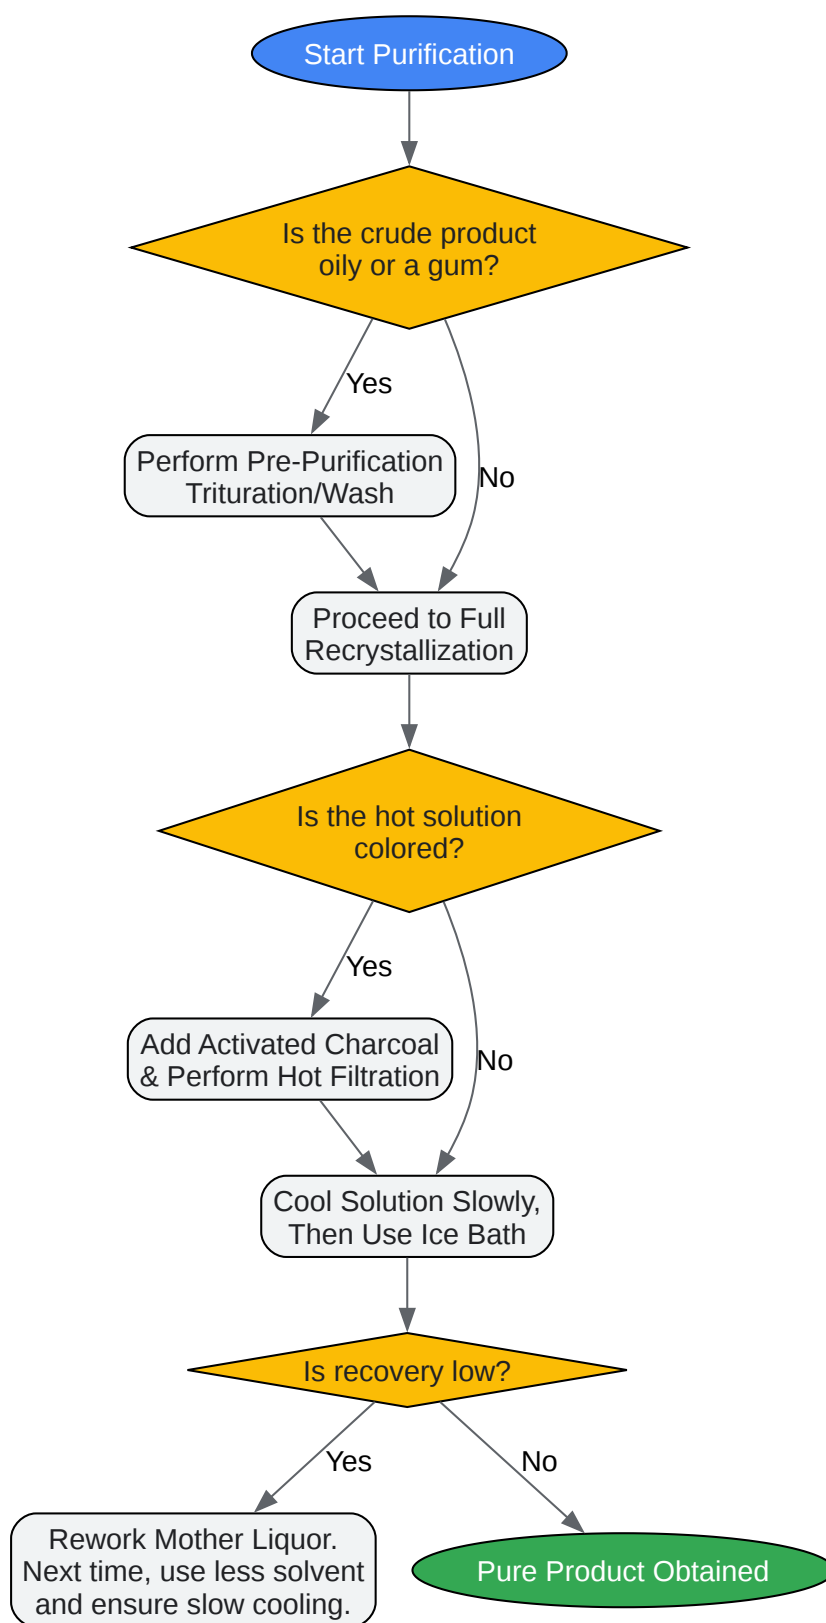 Start Purification
Is the crude product
oily or a gum?
Yes
No
Perform Pre-Purification
Trituration/Wash
Proceed to Full
Recrystallization
Is the hot solution
colored?
Yes
No
Add Activated Charcoal
& Perform Hot Filtration
Cool Solution Slowly,
Then Use Ice Bath
Is recovery low?
Yes
No
Rework Mother Liquor.
Next time, use less solvent
and ensure slow cooling.
Pure Product Obtained